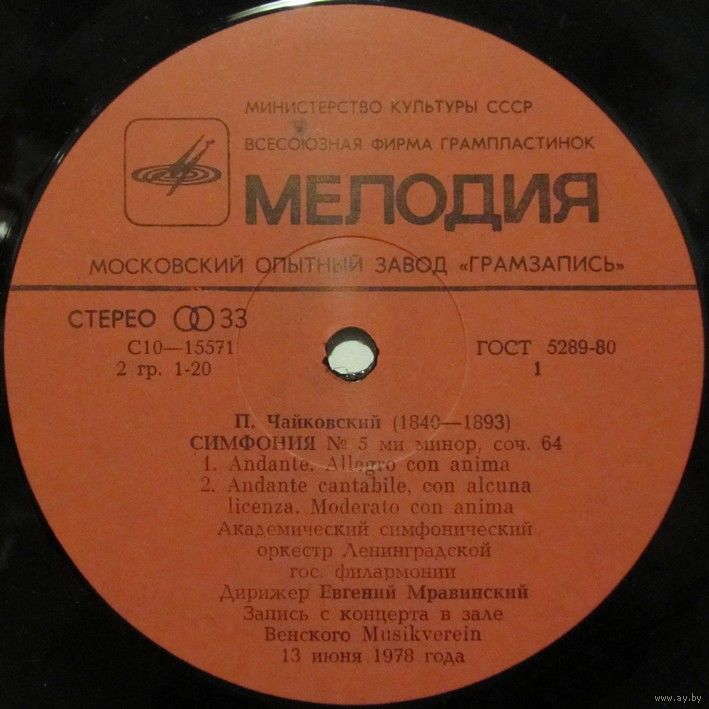 МИНИСТЕРСТВО КУЛЬТУРЫ СССР
ВСЕСОЮЗНАЯ ФИРМА ГРАМПЛАСТИНОК
МЕЛОДИЯ
МОСКОВСКИЙ ОПЫТНЫЙ ЗАВОД «ГРАМЗАПИСЬ»
СТЕРЕО 33
С10—15571 ГОСТ 5289-80
2 гр. 1-20 1
П. Чайковский (1840—1893)
СИМФОНИЯ № 5 ми минор, соч. 64
1. Andante. Allegro con anima
2. Andante cantabile, con alcuna
licenza. Moderato con anima
Академический симфонический
оркестр Ленинградской
гос. филармонии
Дирижер Евгений Мравинский
Запись с концерта в зале
Венского Musikverein
13 июня 1978 года
www.ay.by